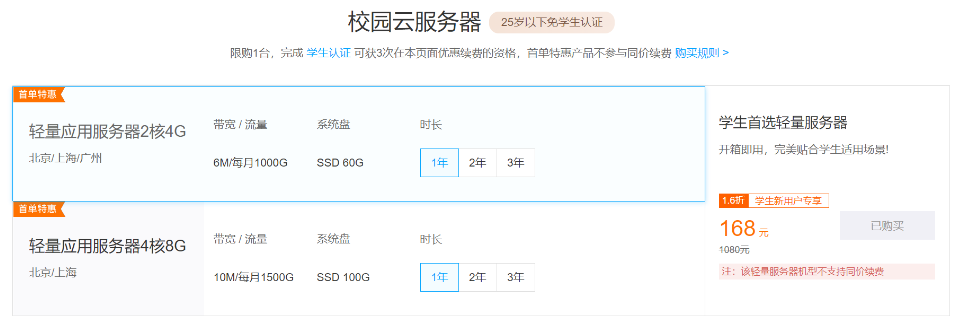 校园云服务器 25岁以下免学生认证
限购1台，完成 学生认证 可获3次在本页面优惠续费的资格，首单特惠产品不参与同价续费 购买规则 >
首单特惠
轻量应用服务器2核4G
北京/上海/广州
带宽 / 流量 系统盘 时长
6M/每月1000G SSD 60G 1年 2年 3年
首单特惠
轻量应用服务器4核8G
北京/上海
带宽 / 流量 系统盘 时长
10M/每月1500G SSD 100G 1年 2年 3年
学生首选轻量服务器
开箱即用，完美贴合学生适用场景!
1.6折 学生新用户专享
168 元 已购买
1080元
注：该轻量服务器机型不支持同价续费